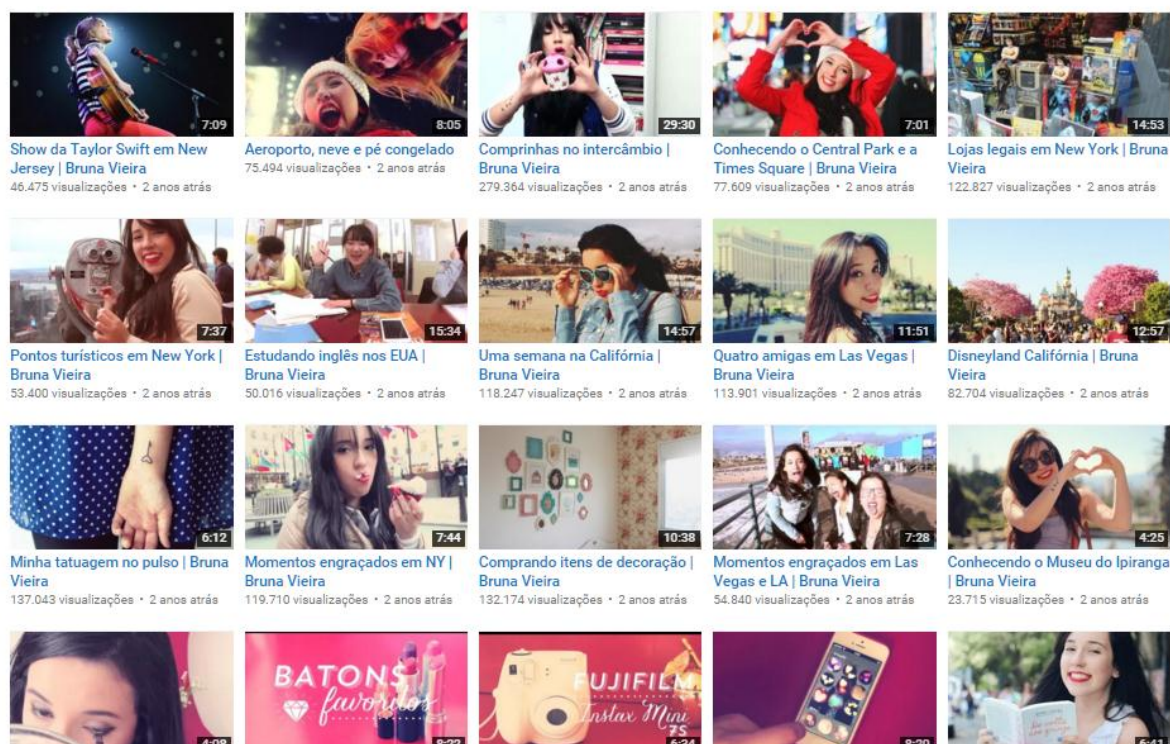 7:09
8:05
29:30
7:01
14:53
Show da Taylor Swift em New
Jersey | Bruna Vieira
46.475 visualizações • 2 anos atrás
Aeroporto, neve e pé congelado
75.494 visualizações • 2 anos atrás
Comprinhas no intercâmbio |
Bruna Vieira
279.364 visualizações • 2 anos atrás
Conhecendo o Central Park e a
Times Square | Bruna Vieira
77.609 visualizações • 2 anos atrás
Lojas legais em New York | Bruna
Vieira
122.827 visualizações • 2 anos atrás
7:37
15:34
14:57
11:51
12:57
Pontos turísticos em New York |
Bruna Vieira
53.400 visualizações • 2 anos atrás
Estudando inglês nos EUA |
Bruna Vieira
50.016 visualizações • 2 anos atrás
Uma semana na Califórnia |
Bruna Vieira
118.247 visualizações • 2 anos atrás
Quatro amigas em Las Vegas |
Bruna Vieira
113.901 visualizações • 2 anos atrás
Disneyland Califórnia | Bruna
Vieira
82.704 visualizações • 2 anos atrás
6:12
7:44
10:38
7:28
4:25
Minha tatuagem no pulso | Bruna
Vieira
137.043 visualizações • 2 anos atrás
Momentos engraçados em NY |
Bruna Vieira
119.710 visualizações • 2 anos atrás
Comprando itens de decoração |
Bruna Vieira
132.174 visualizações • 2 anos atrás
Momentos engraçados em Las
Vegas e LA | Bruna Vieira
54.840 visualizações • 2 anos atrás
Conhecendo o Museu do Ipiranga
| Bruna Vieira
23.715 visualizações • 2 anos atrás
4:08
BATONS
favoritos
8:22
FUJIFILM
Instax Mini
7S
6:34
8:20
6:41